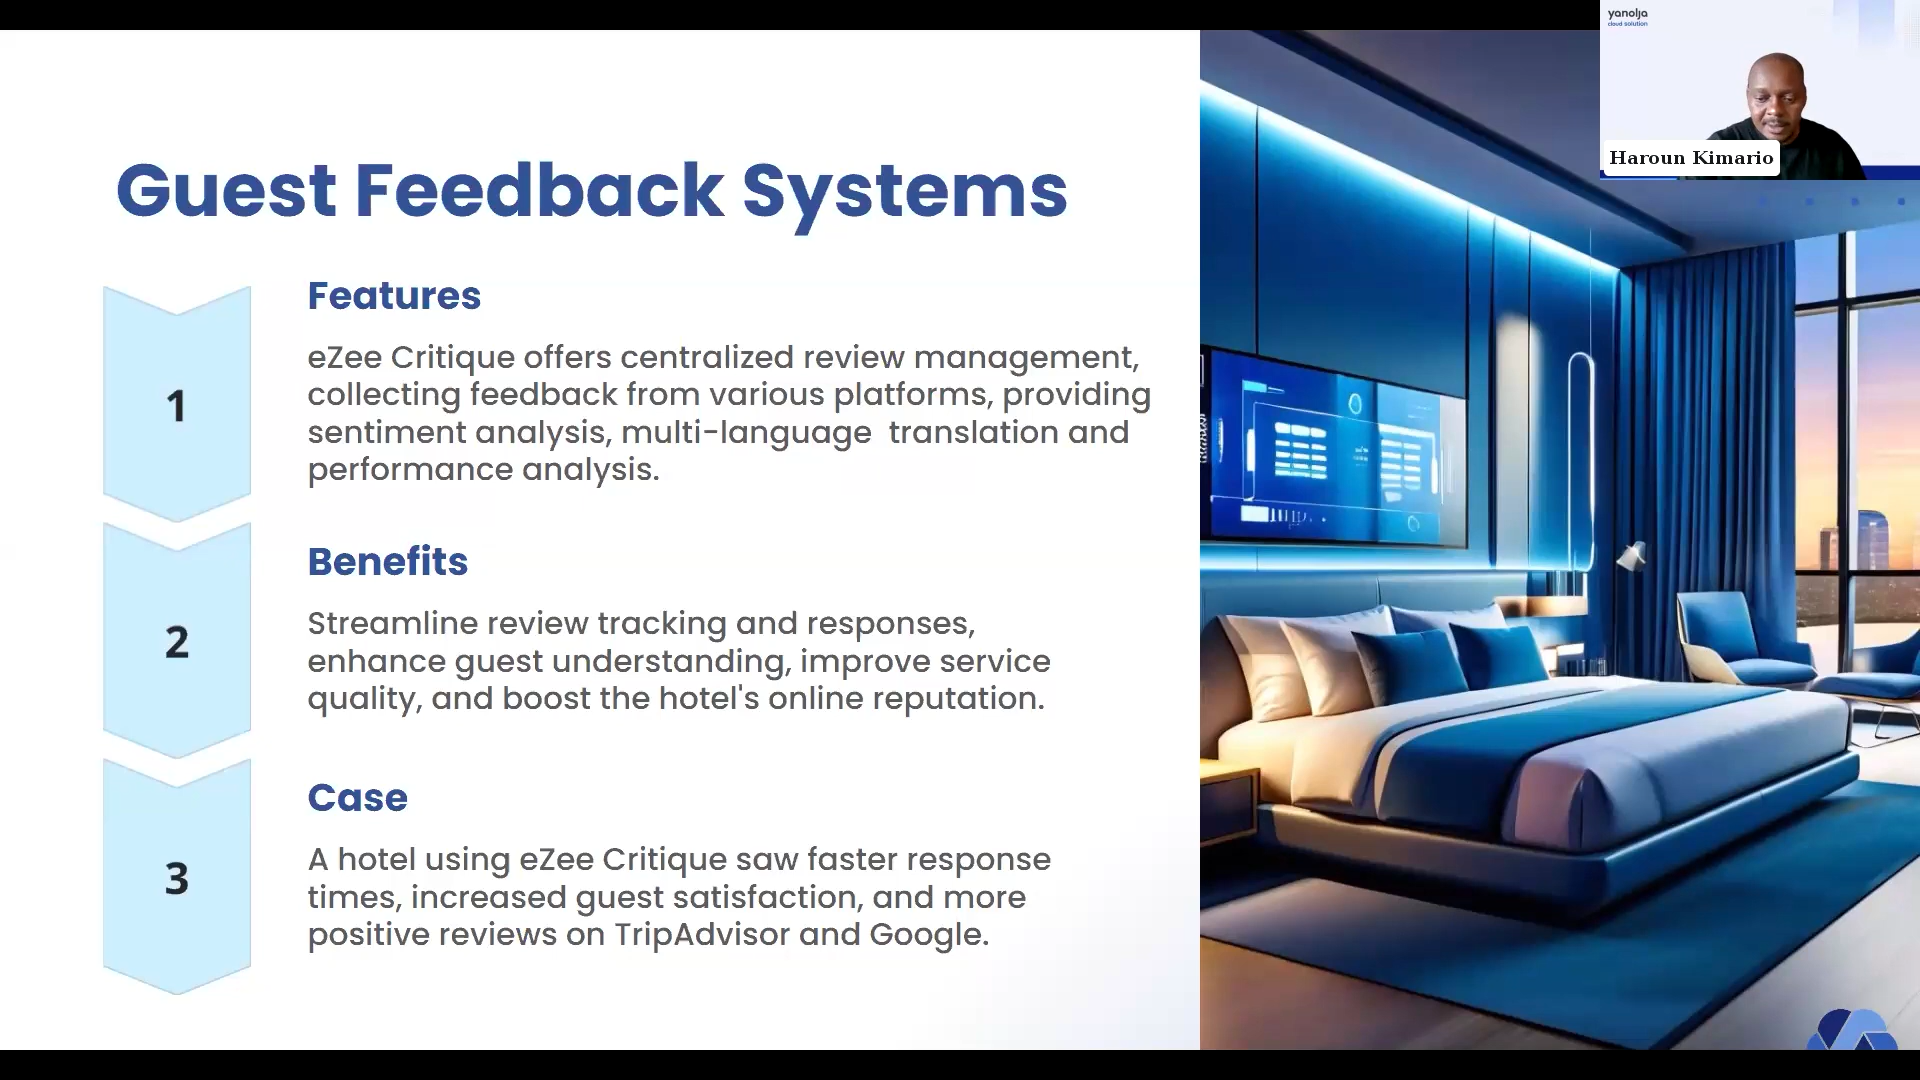 yanolja
cloud solution
Haroun Kimario
Guest Feedback Systems
1
Features
eZee Critique offers centralized review management,
collecting feedback from various platforms, providing
sentiment analysis, multi-language  translation and
performance analysis.
2
Benefits
Streamline review tracking and responses,
enhance guest understanding, improve service
quality, and boost the hotel's online reputation.
3
Case
A hotel using eZee Critique saw faster response
times, increased guest satisfaction, and more
positive reviews on TripAdvisor and Google.